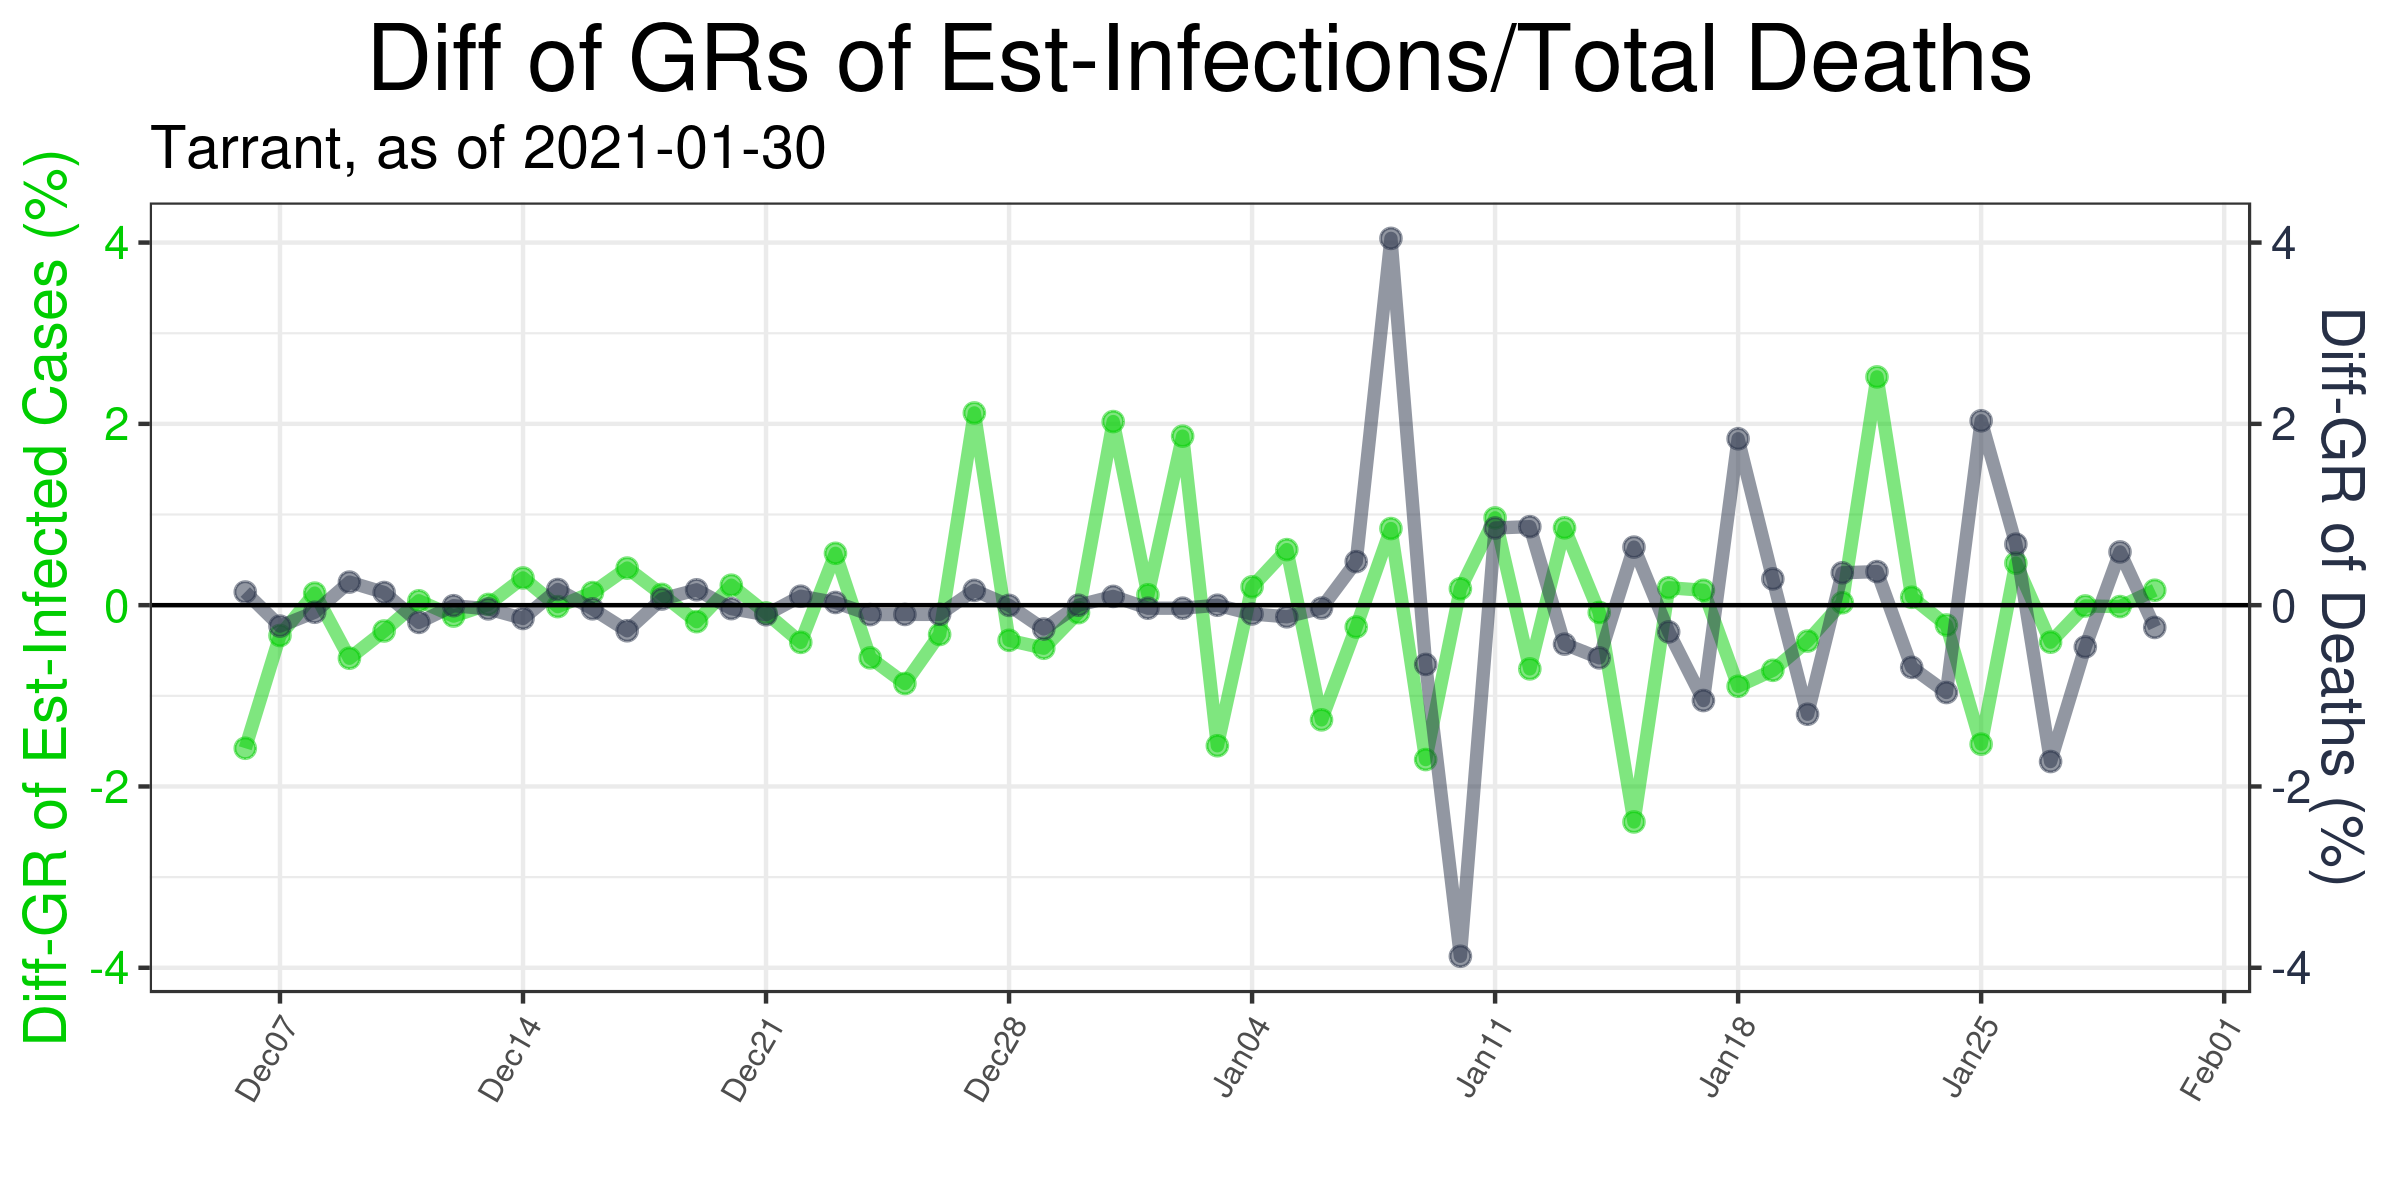 Diff of GRs of Est-Infections/Total Deaths
Tarrant, as of 2021-01-30
Diff-GR of Est-Infected Cases (%)
4
2
0
-2
-4
4
2
0
-2
-4
Diff-GR of Deaths (%)
Dec07
Dec14
Dec21
Dec28
Jan04
Jan11
Jan18
Jan25
Feb01